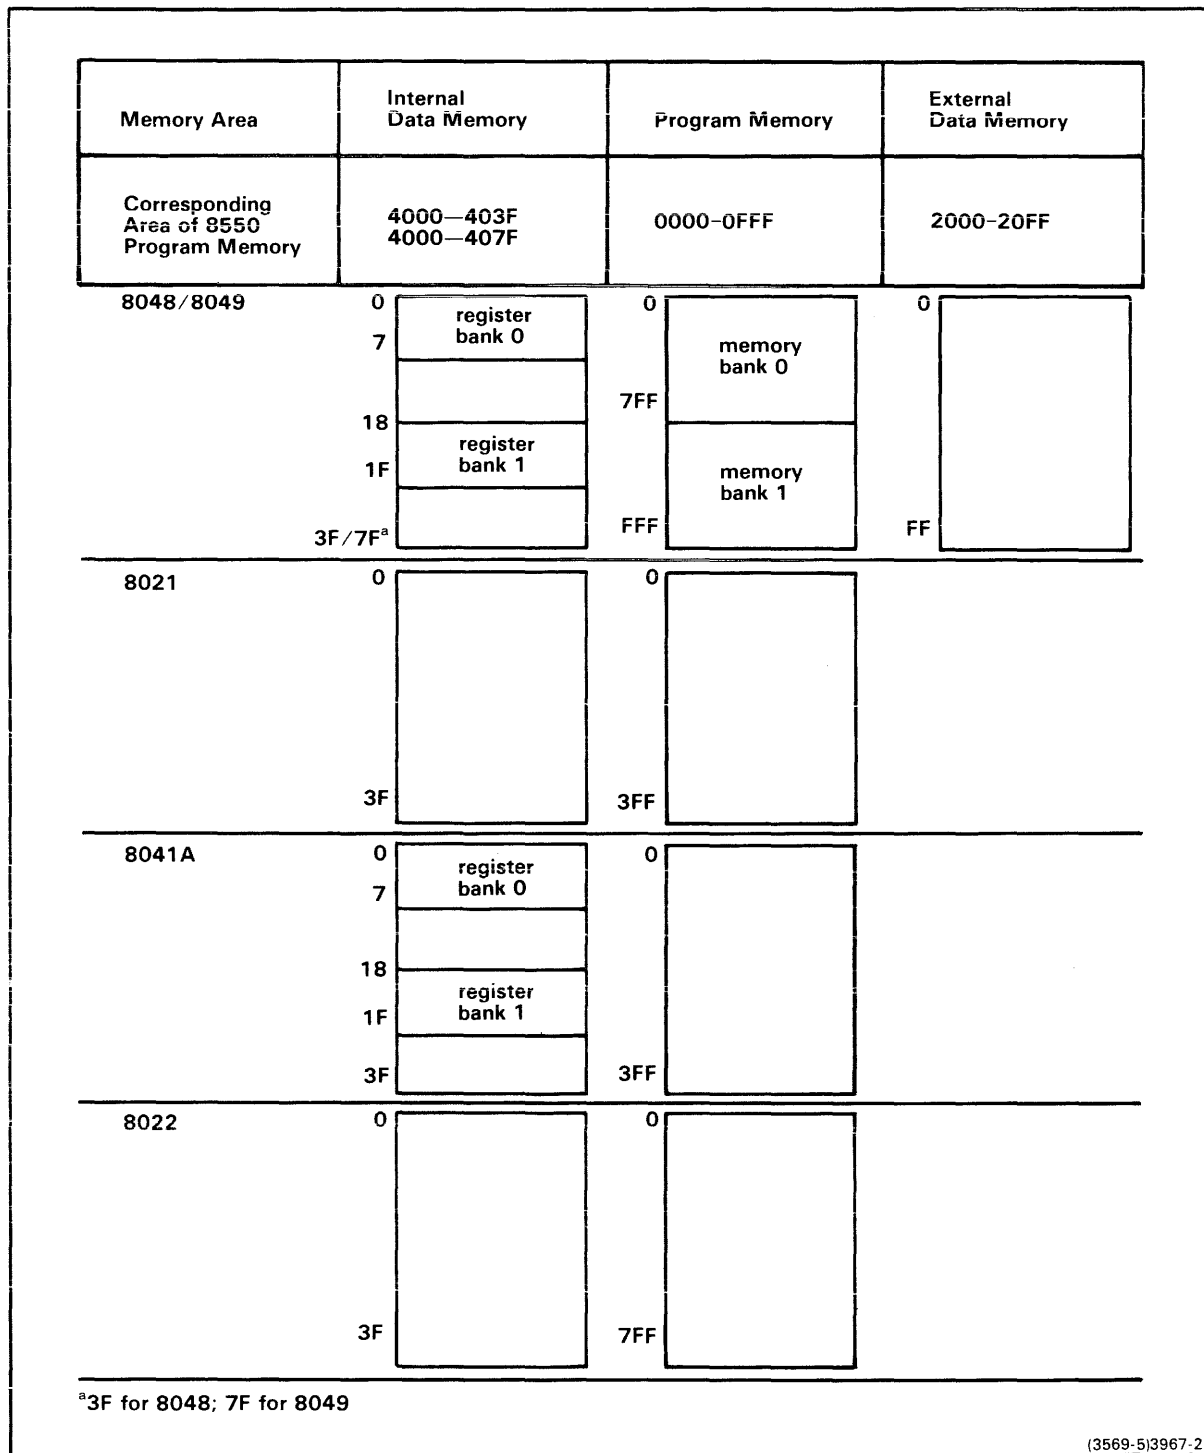 Memory Area
Internal
Data Memory
Program Memory
External
Data Memory
Corresponding
Area of 8550
Program Memory
4000—403F
4000—407F
0000-0FFF
2000-20FF
8048/8049
0
7
18
1F
3F/7Fa
register
bank 0
register
bank 1
0
7FF
FFF
memory
bank 0
memory
bank 1
0
FF
8021
0
3F
0
3FF
8041A
0
7
18
1F
3F
register
bank 0
register
bank 1
0
3FF
8022
0
3F
0
7FF
a3F for 8048; 7F for 8049
(3569-5)3967-2